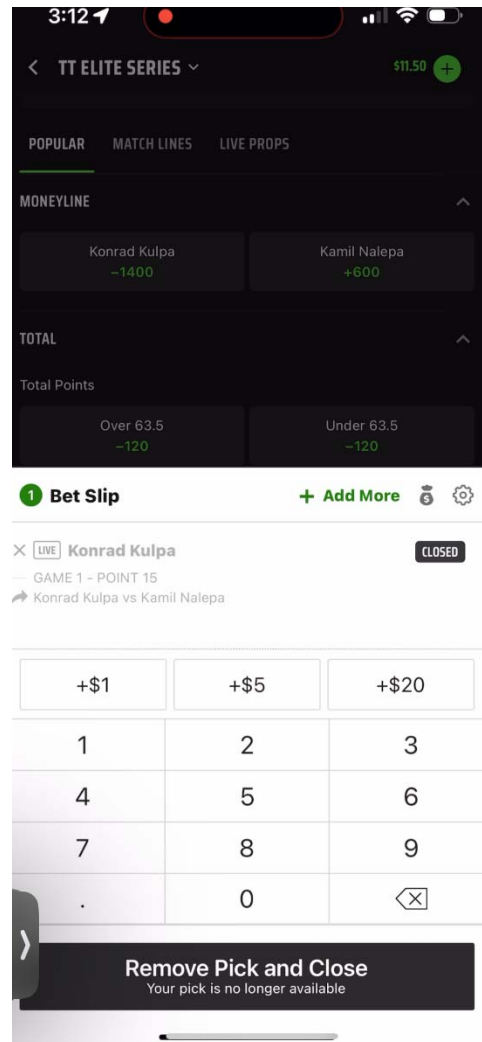 3:12
TT ELITE SERIES
$11.50 +
POPULAR MATCH LINES LIVE PROPS
MONEYLINE
Konrad Kulpa Kamil Nalepa
−1400 +600
TOTAL
Total Points
Over 63.5 Under 63.5
−120 −120
1 Bet Slip + Add More
LIVE Konrad Kulpa CLOSED
GAME 1 - POINT 15
Konrad Kulpa vs Kamil Nalepa
+$1 +$5 +$20
1 2 3
4 5 6
7 8 9
. 0
Remove Pick and Close
Your pick is no longer available